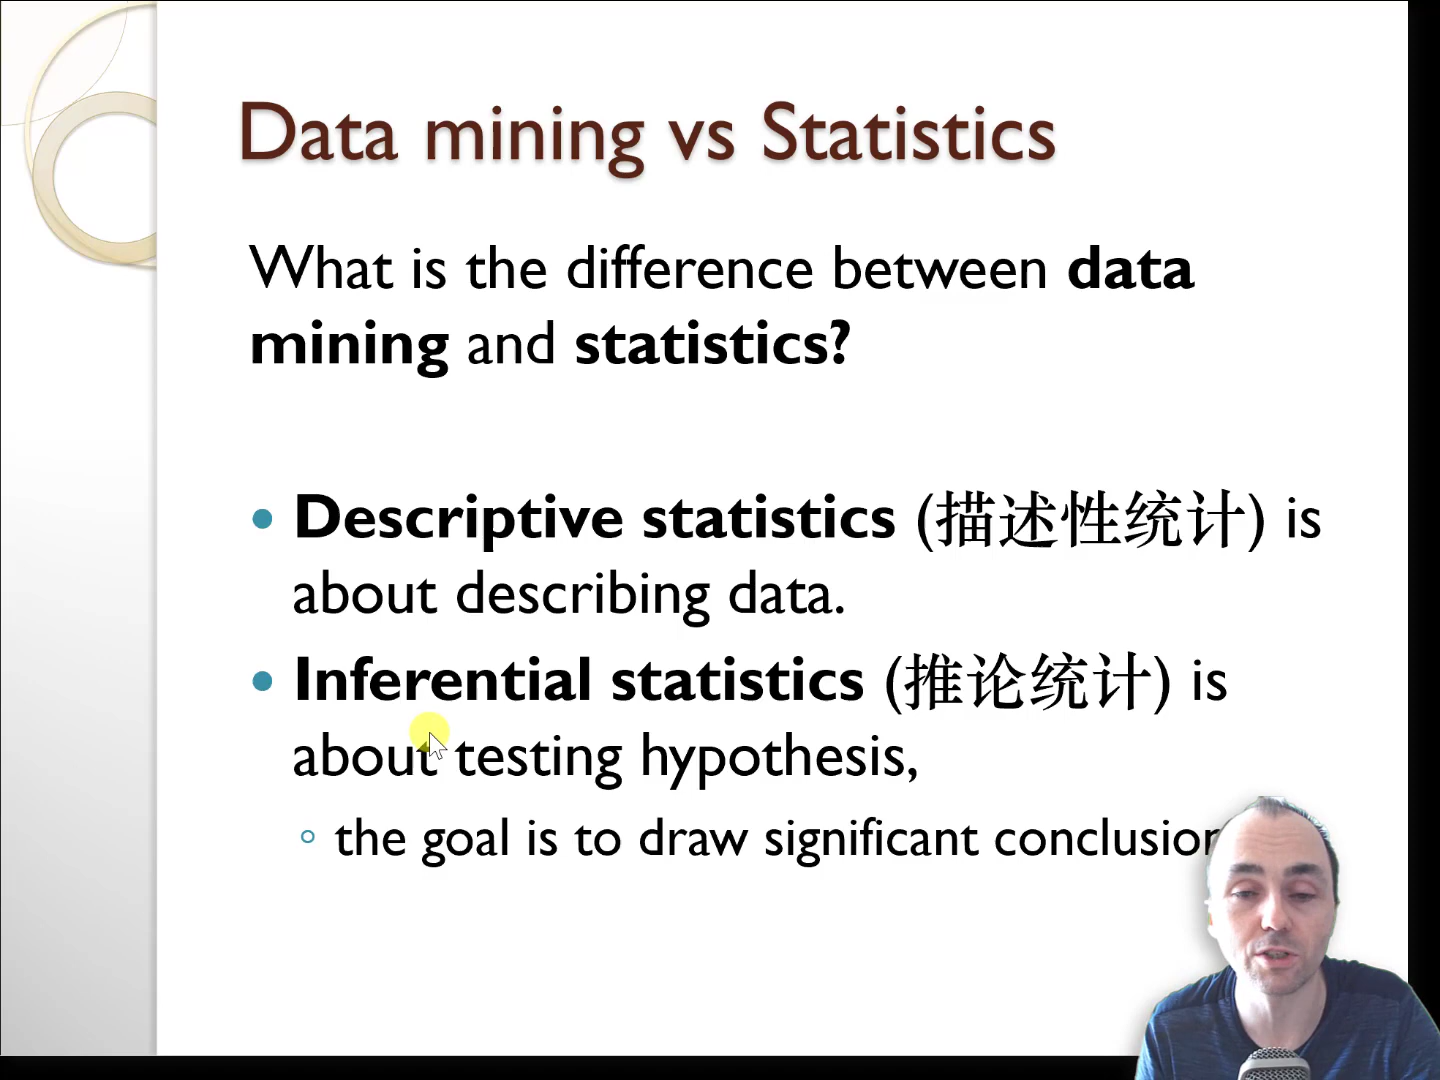 Data mining vs Statistics
What is the difference between data
mining and statistics?
• Descriptive statistics (描述性统计) is
about describing data.
• Inferential statistics (推论统计) is
about testing hypothesis,
◦ the goal is to draw significant